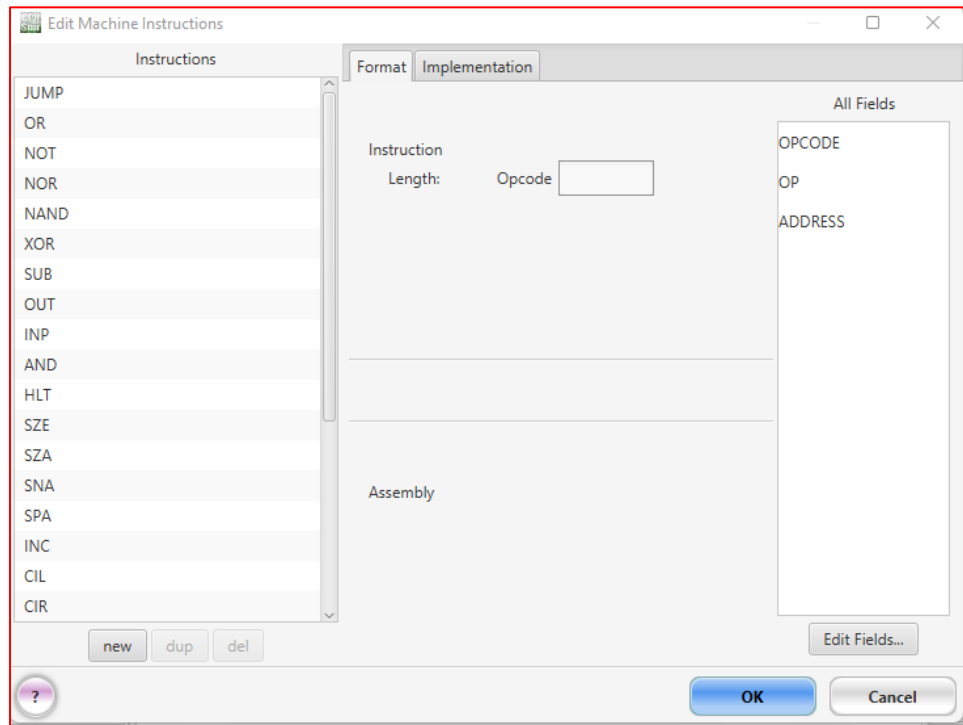 Edit Machine Instructions
Instructions
JUMP
OR
NOT
NOR
NAND
XOR
SUB
OUT
INP
AND
HLT
SZE
SZA
SNA
SPA
INC
CIL
CIR
new dup del
Format Implementation
Instruction
Length: Opcode
Assembly
All Fields
OPCODE
OP
ADDRESS
Edit Fields...
?
OK Cancel